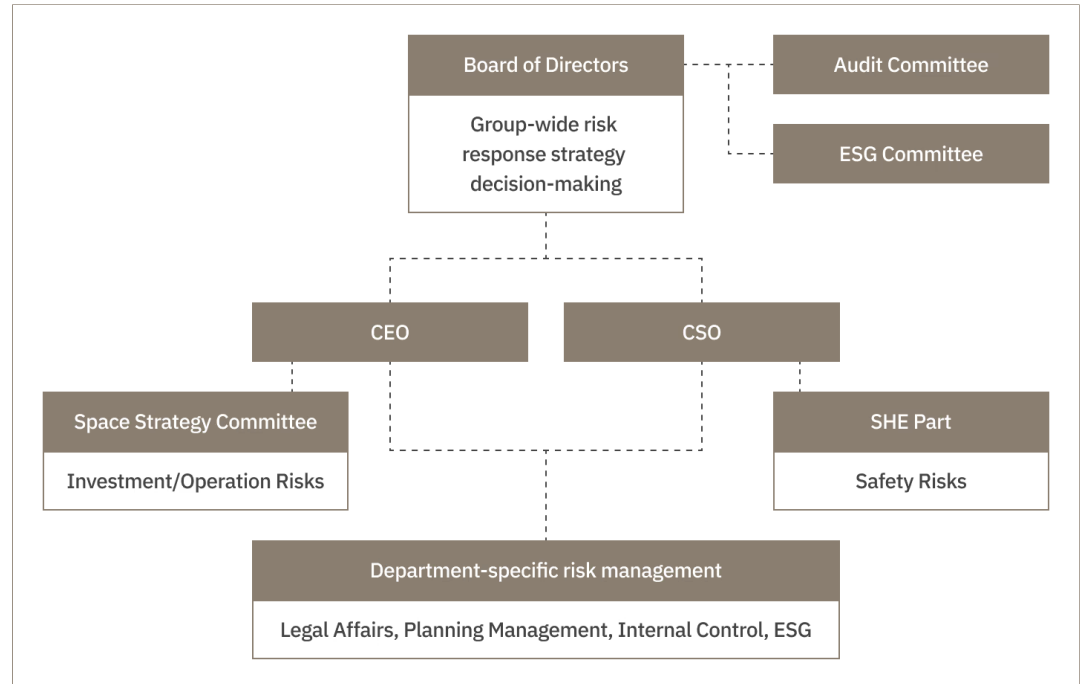 Board of Directors
Group-wide risk
response strategy
decision-making
Audit Committee
ESG Committee
CEO
CSO
Space Strategy Committee
Investment/Operation Risks
SHE Part
Safety Risks
Department-specific risk management
Legal Affairs, Planning Management, Internal Control, ESG